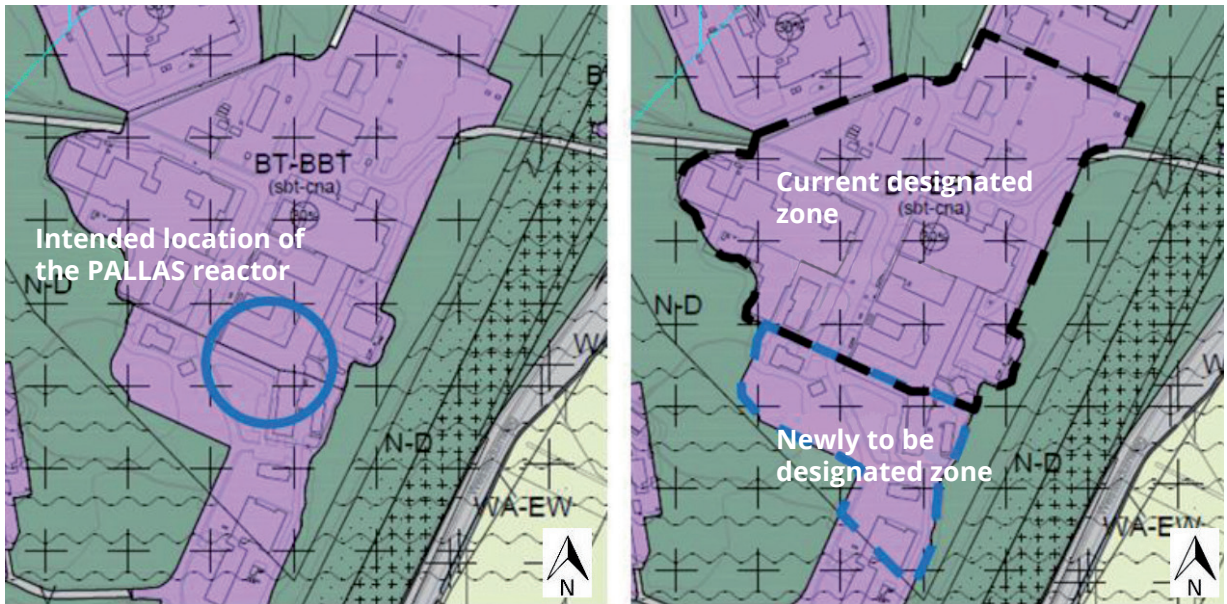 BT-BBT
(sbt-cna)
Intended location of
the PALLAS reactor
N-D
N-D
WA-EW
N
Current designated
zone
(sbt-cna)
N-D
Newly to be
designated zone
N-D
WA-EW
N